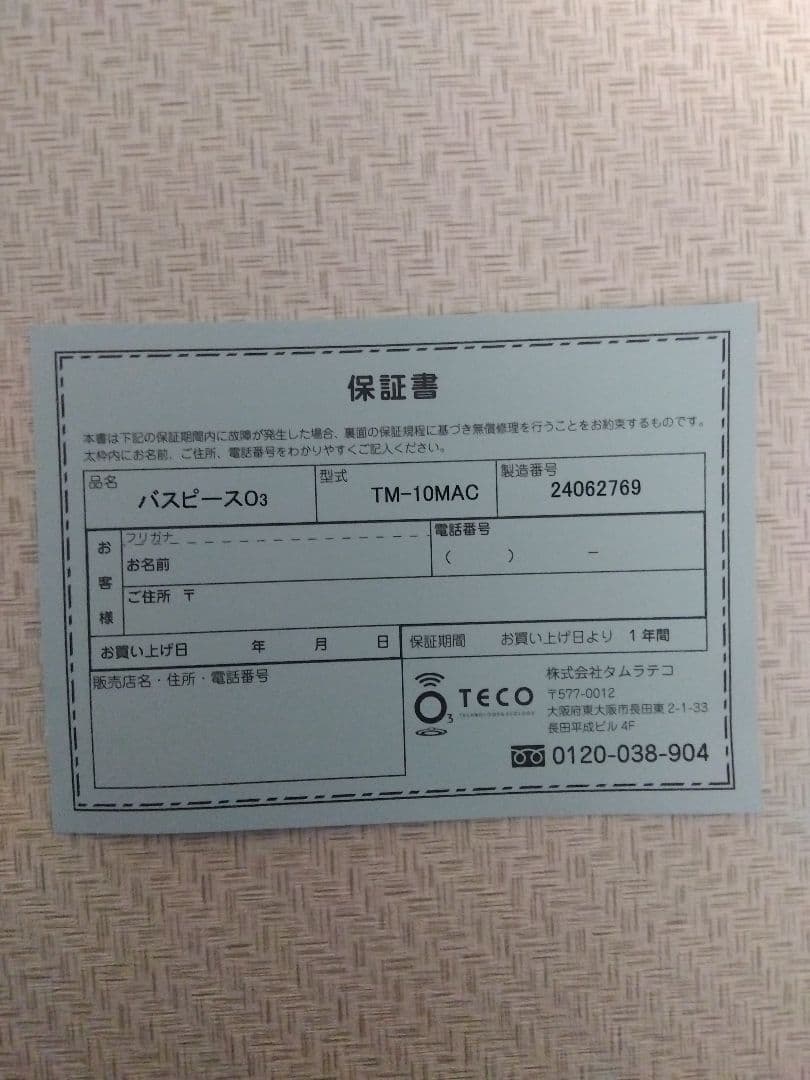 保証書
本書は下記の保証期間内に故障が発生した場合、裏面の保証規程に基づき無償修理を行うことをお約束するものです。
太枠内にお名前、ご住所、電話番号をわかりやすくご記入ください。
品名 バスピースO3
型式 TM-10MAC
製造番号 24062769
お客様
フリガナ
お名前
電話番号
( ) −
ご住所 〒
お買い上げ日 年 月 日
保証期間 お買い上げ日より 1年間
販売店名・住所・電話番号
O3 TECO
株式会社タムラテコ
〒577-0012
大阪府東大阪市長田東2-1-33
長田平成ビル4F
0120-038-904